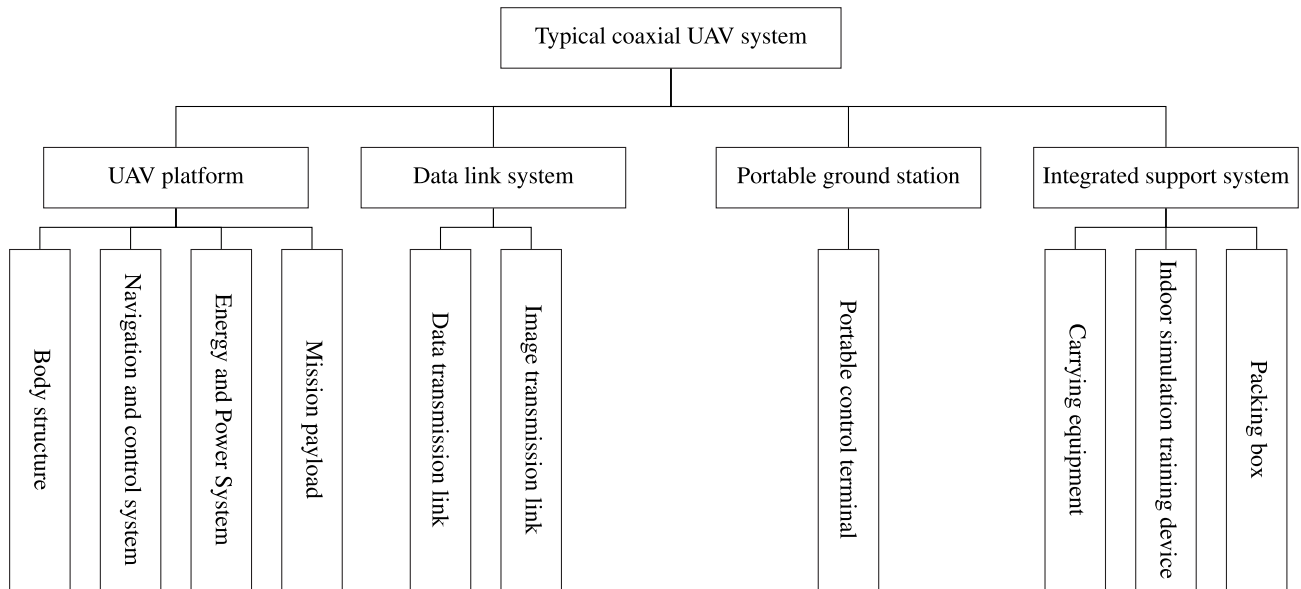 Typical coaxial UAV system
UAV platform
Data link system
Portable ground station
Integrated support system
Body structure
Navigation and control system
Energy and Power System
Mission payload
Data transmission link
Image transmission link
Portable control terminal
Carrying equipment
Indoor simulation training device
Packing box